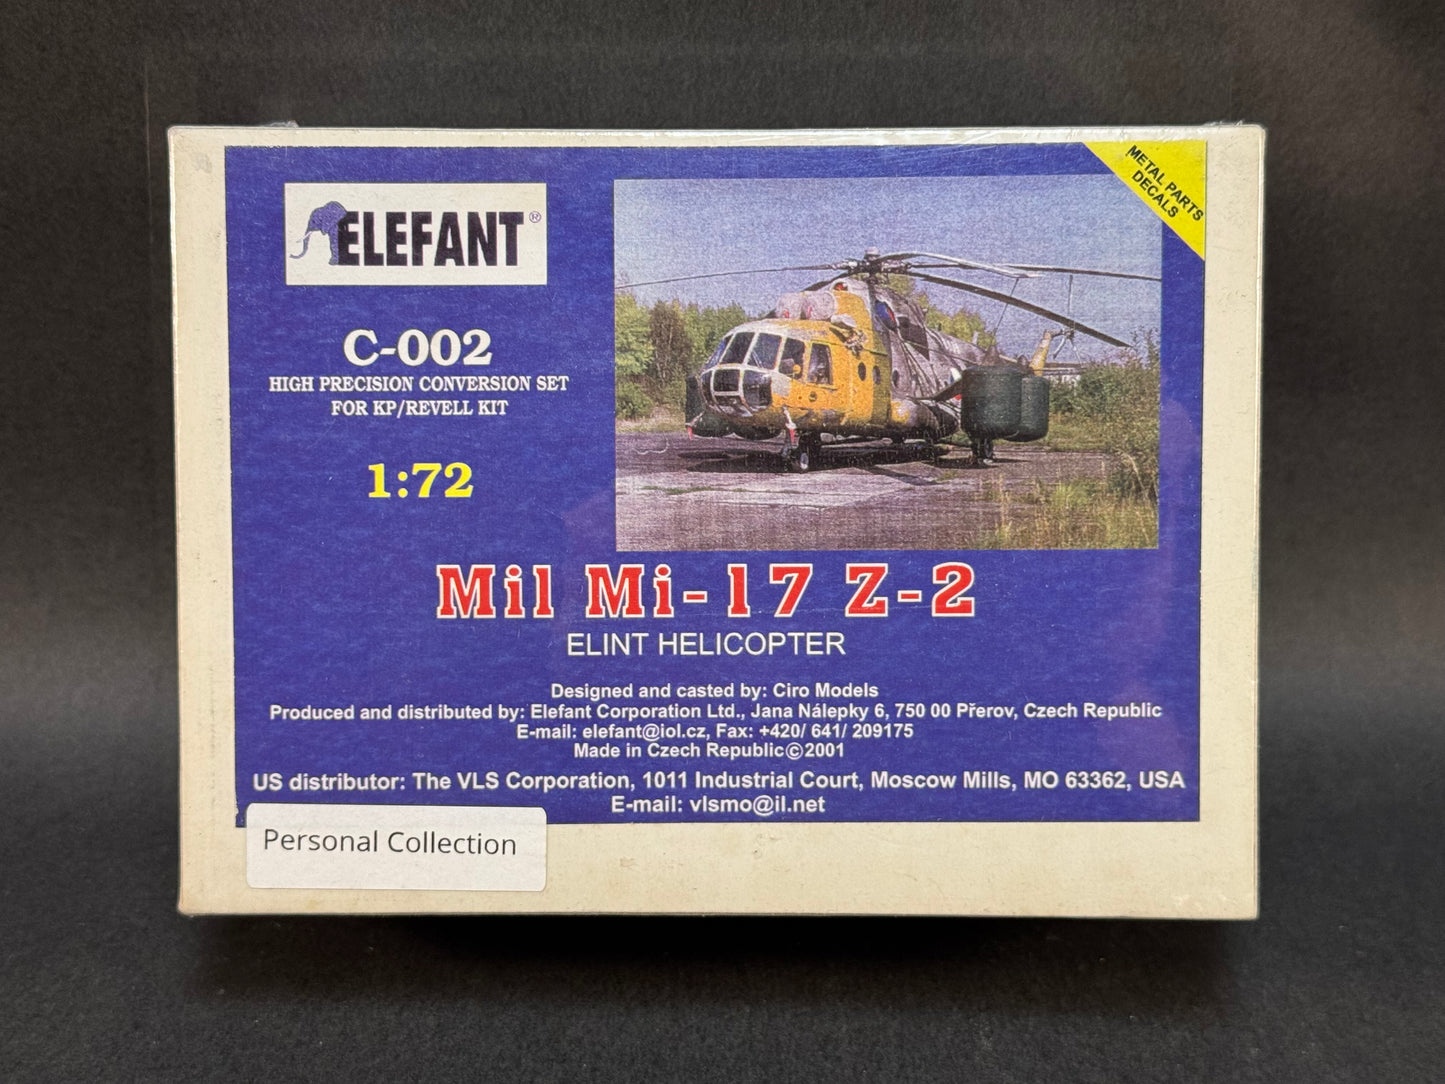 METAL PARTS
DECALS
ELEFANT®
C-002
HIGH PRECISION CONVERSION SET
FOR KP/REVELL KIT
1:72
Mil Mi-17 Z-2
ELINT HELICOPTER
Designed and casted by: Ciro Models
Produced and distributed by: Elefant Corporation Ltd., Jana Nálepky 6, 750 00 Přerov, Czech Republic
E-mail: elefant@iol.cz, Fax: +420/ 641/ 209175
Made in Czech Republic©2001
US distributor: The VLS Corporation, 1011 Industrial Court, Moscow Mills, MO 63362, USA
E-mail: vlsmo@il.net
Personal Collection